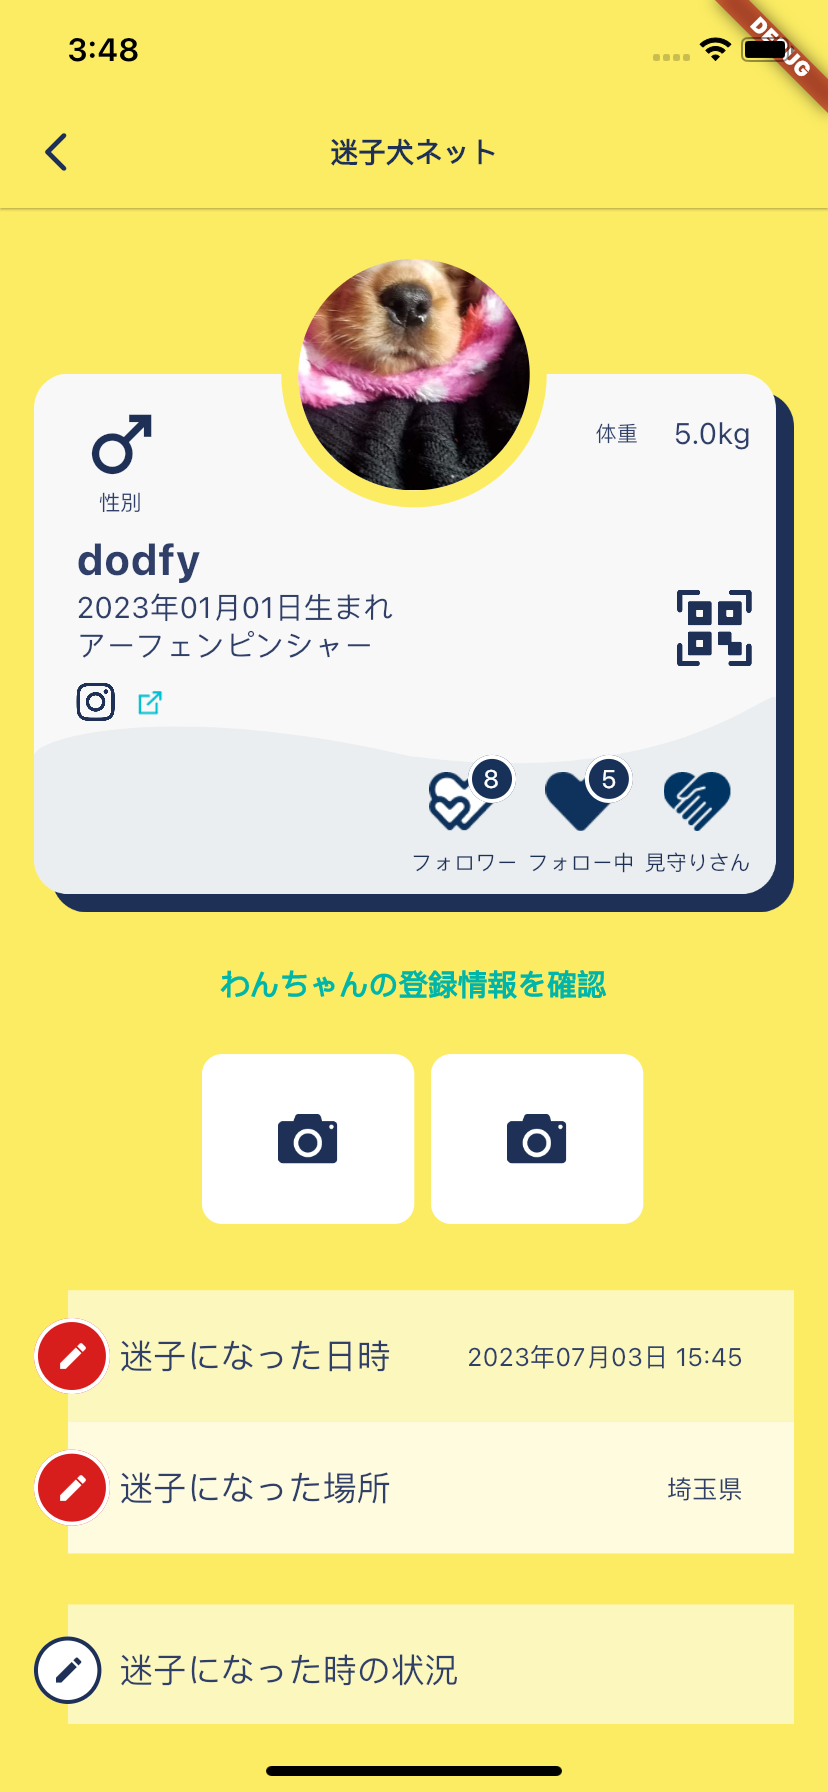 3:48
DEBUG
迷子犬ネット
体重 5.0kg
性別
dodfy
2023年01月01日生まれ
アーフェンピンシャー
8 5
フォロワー フォロー中 見守りさん
わんちゃんの登録情報を確認
迷子になった日時 2023年07月03日 15:45
迷子になった場所 埼玉県
迷子になった時の状況